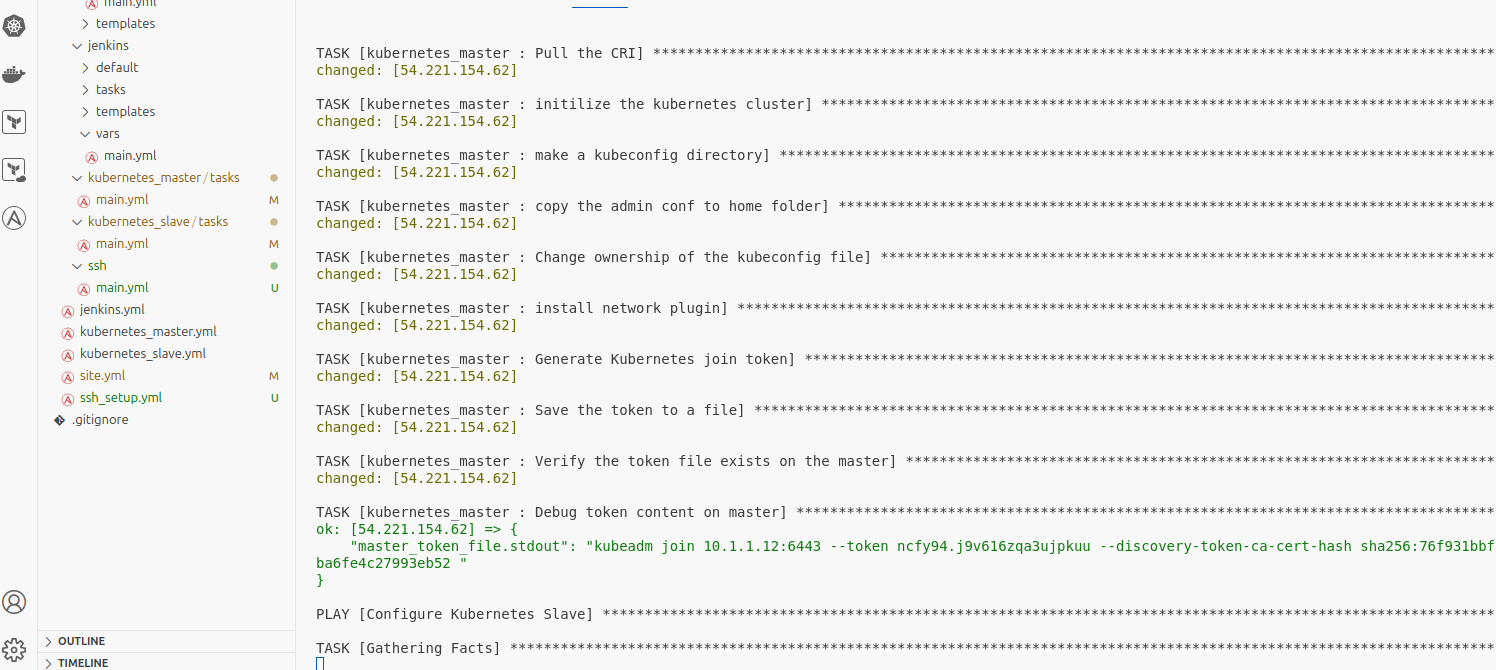 main.yml
templates
jenkins
default
tasks
templates
vars
main.yml
kubernetes_master/tasks
main.yml M
kubernetes_slave/tasks
main.yml M
ssh
main.yml U
jenkins.yml
kubernetes_master.yml
kubernetes_slave.yml
site.yml M
ssh_setup.yml U
.gitignore
OUTLINE
TIMELINE
TASK [kubernetes_master : Pull the CRI] ****************************************************************************************************
changed: [54.221.154.62]
TASK [kubernetes_master : initilize the kubernetes cluster] ********************************************************************************
changed: [54.221.154.62]
TASK [kubernetes_master : make a kubeconfig directory] *************************************************************************************
changed: [54.221.154.62]
TASK [kubernetes_master : copy the admin conf to home folder] ******************************************************************************
changed: [54.221.154.62]
TASK [kubernetes_master : Change ownership of the kubeconfig file] *************************************************************************
changed: [54.221.154.62]
TASK [kubernetes_master : install network plugin] ******************************************************************************************
changed: [54.221.154.62]
TASK [kubernetes_master : Generate Kubernetes join token] **********************************************************************************
changed: [54.221.154.62]
TASK [kubernetes_master : Save the token to a file] ****************************************************************************************
changed: [54.221.154.62]
TASK [kubernetes_master : Verify the token file exists on the master] **********************************************************************
changed: [54.221.154.62]
TASK [kubernetes_master : Debug token content on master] ***********************************************************************************
ok: [54.221.154.62] => {
"master_token_file.stdout": "kubeadm join 10.1.1.12:6443 --token ncfy94.j9v616zqa3ujpkuu --discovery-token-ca-cert-hash sha256:76f931bbf
ba6fe4c27993eb52 "
}
PLAY [Configure Kubernetes Slave] **********************************************************************************************************
TASK [Gathering Facts] *********************************************************************************************************************